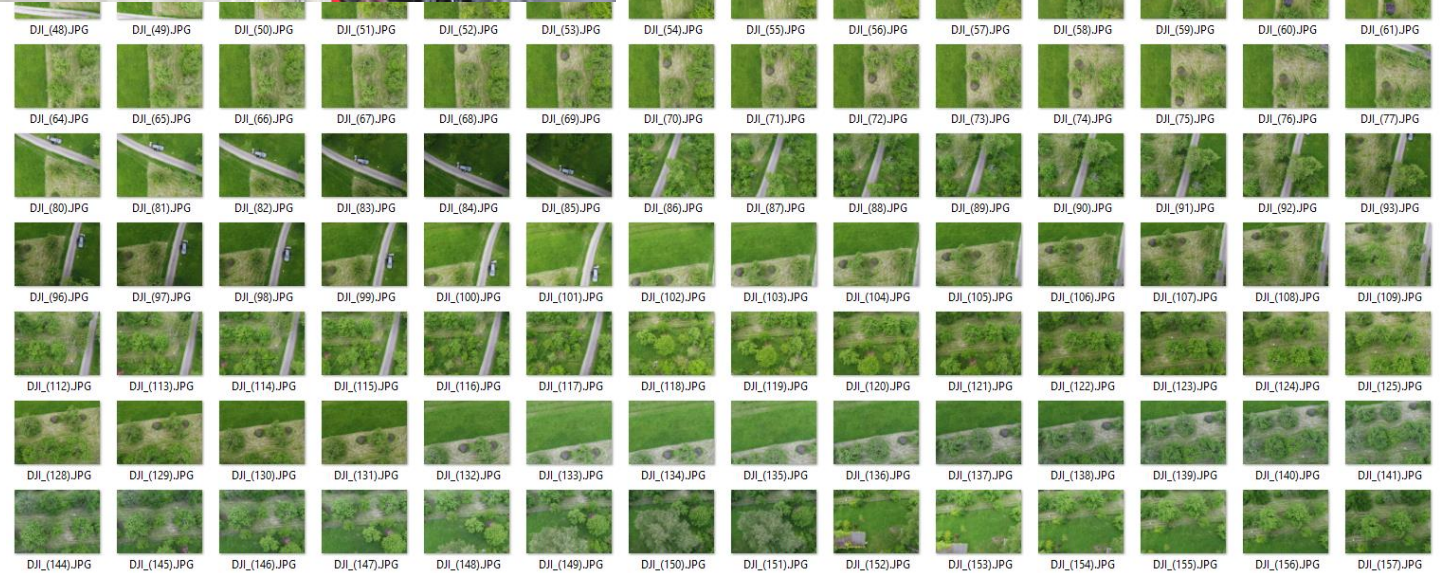 DJI_(48).JPG DJI_(49).JPG DJI_(50).JPG DJI_(51).JPG DJI_(52).JPG DJI_(53).JPG DJI_(54).JPG DJI_(55).JPG DJI_(56).JPG DJI_(57).JPG DJI_(58).JPG DJI_(59).JPG DJI_(60).JPG DJI_(61).JPG
DJI_(64).JPG DJI_(65).JPG DJI_(66).JPG DJI_(67).JPG DJI_(68).JPG DJI_(69).JPG DJI_(70).JPG DJI_(71).JPG DJI_(72).JPG DJI_(73).JPG DJI_(74).JPG DJI_(75).JPG DJI_(76).JPG DJI_(77).JPG
DJI_(80).JPG DJI_(81).JPG DJI_(82).JPG DJI_(83).JPG DJI_(84).JPG DJI_(85).JPG DJI_(86).JPG DJI_(87).JPG DJI_(88).JPG DJI_(89).JPG DJI_(90).JPG DJI_(91).JPG DJI_(92).JPG DJI_(93).JPG
DJI_(96).JPG DJI_(97).JPG DJI_(98).JPG DJI_(99).JPG DJI_(100).JPG DJI_(101).JPG DJI_(102).JPG DJI_(103).JPG DJI_(104).JPG DJI_(105).JPG DJI_(106).JPG DJI_(107).JPG DJI_(108).JPG DJI_(109).JPG
DJI_(112).JPG DJI_(113).JPG DJI_(114).JPG DJI_(115).JPG DJI_(116).JPG DJI_(117).JPG DJI_(118).JPG DJI_(119).JPG DJI_(120).JPG DJI_(121).JPG DJI_(122).JPG DJI_(123).JPG DJI_(124).JPG DJI_(125).JPG
DJI_(128).JPG DJI_(129).JPG DJI_(130).JPG DJI_(131).JPG DJI_(132).JPG DJI_(133).JPG DJI_(134).JPG DJI_(135).JPG DJI_(136).JPG DJI_(137).JPG DJI_(138).JPG DJI_(139).JPG DJI_(140).JPG DJI_(141).JPG
DJI_(144).JPG DJI_(145).JPG DJI_(146).JPG DJI_(147).JPG DJI_(148).JPG DJI_(149).JPG DJI_(150).JPG DJI_(151).JPG DJI_(152).JPG DJI_(153).JPG DJI_(154).JPG DJI_(155).JPG DJI_(156).JPG DJI_(157).JPG